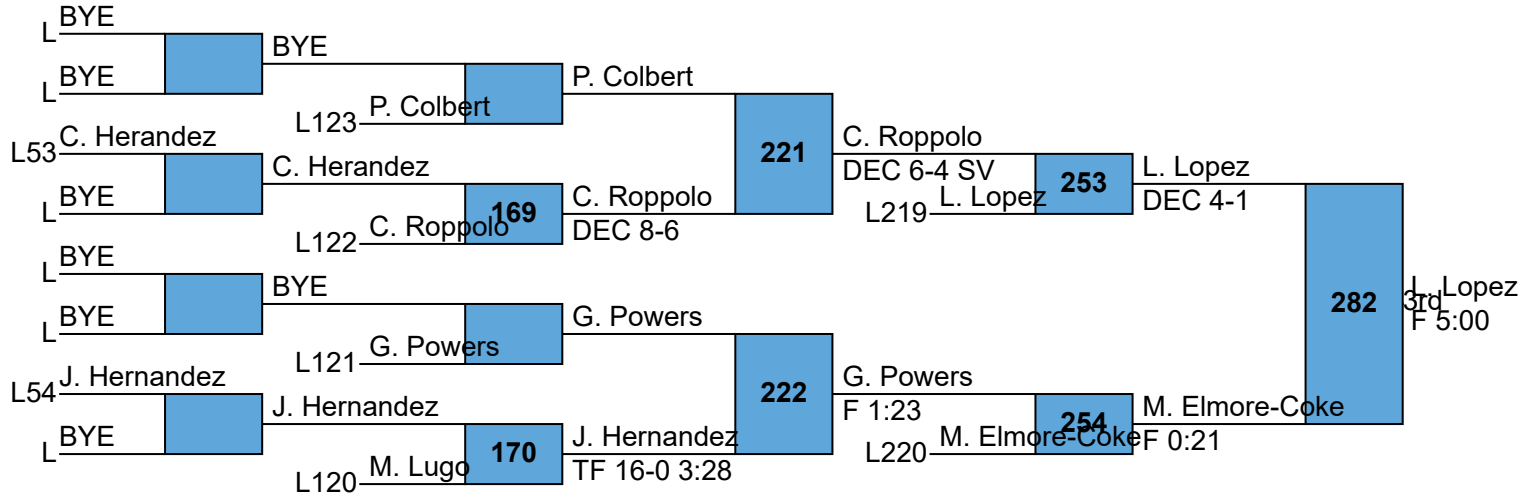 BYE
L
BYE
BYE
L
P. Colbert
P. Colbert
L123
C. Herandez
L53
C. Roppolo
221
DEC 6-4 SV
C. Herandez
L. Lopez
253
DEC 4-1
BYE
L
C. Roppolo
169
DEC 8-6
L. Lopez
L219
C. Roppolo
L122
BYE
L
BYE
L. Lopez
282
3rd
F 5:00
BYE
L
G. Powers
G. Powers
L121
J. Hernandez
L54
G. Powers
222
F 1:23
J. Hernandez
M. Elmore-Coke
254
F 0:21
BYE
L
J. Hernandez
170
TF 16-0 3:28
M. Elmore-Coke
L220
M. Lugo
L120